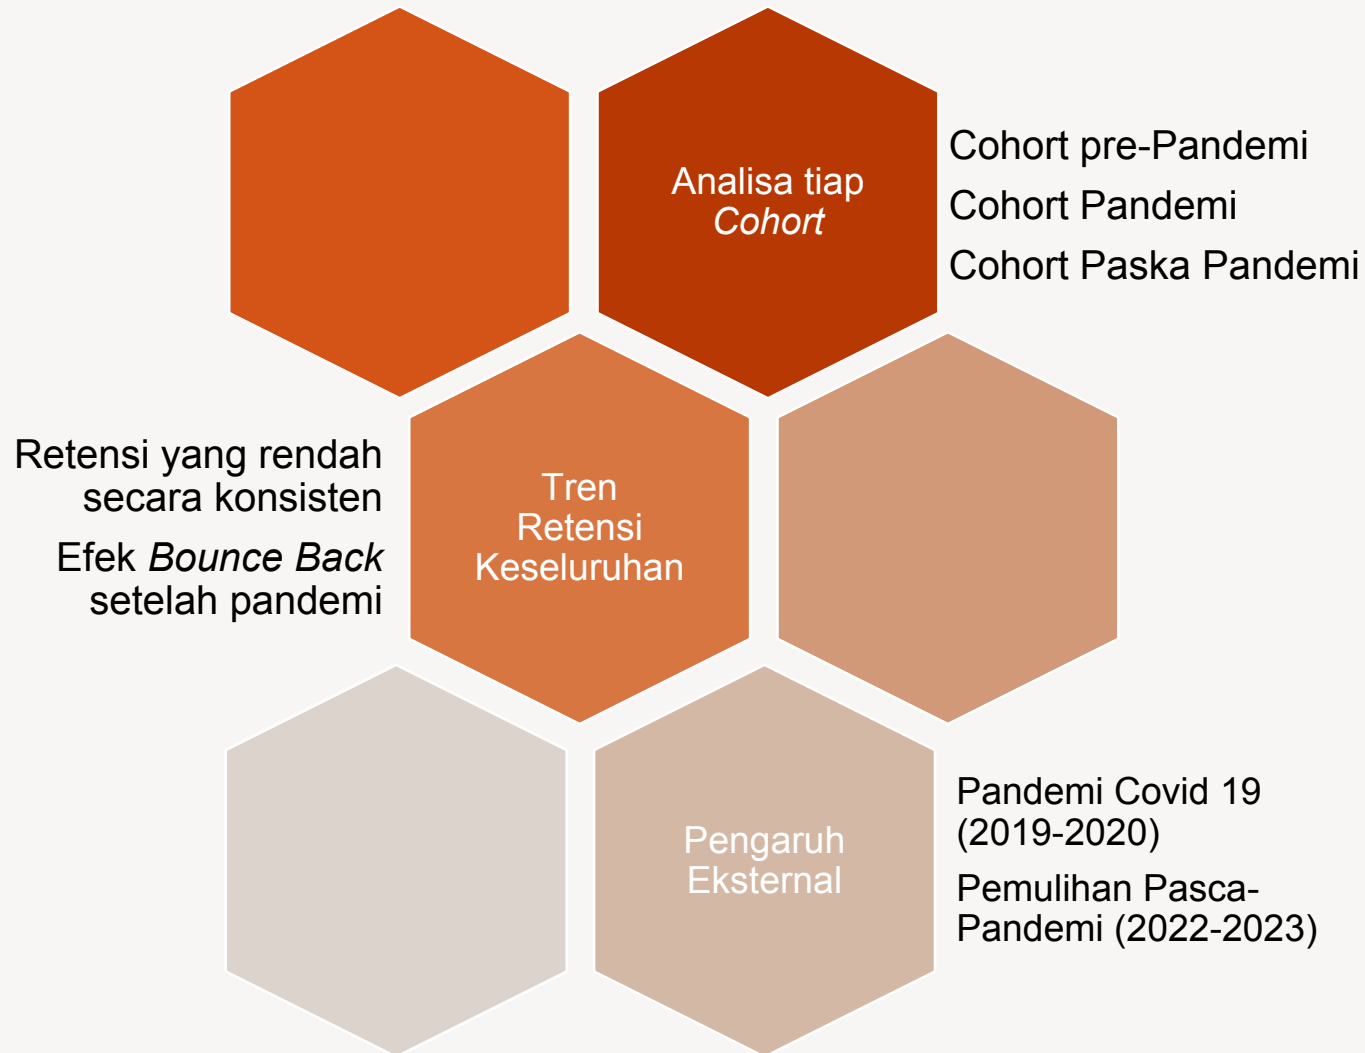 Analisa tiap
Cohort
Cohort pre-Pandemi
Cohort Pandemi
Cohort Paska Pandemi
Retensi yang rendah
secara konsisten
Efek Bounce Back
setelah pandemi
Tren
Retensi
Keseluruhan
Pengaruh
Eksternal
Pandemi Covid 19
(2019-2020)
Pemulihan Pasca-
Pandemi (2022-2023)